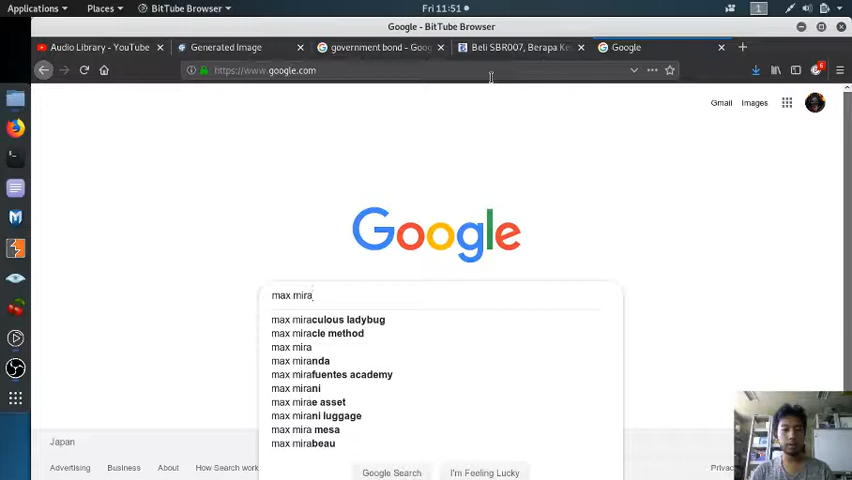 Applications Places BitTube Browser Fri 11:51 1
Google - BitTube Browser
Audio Library - YouTube Generated Image government bond - Goog Beli SBR007, Berapa Ke Google
https://www.google.com 6
Gmail Images
Google
max mira
max miraculous ladybug
max miracle method
max mira
max miranda
max mirafuentes academy
max mirani
max mirae asset
max mirani luggage
max mira mesa
max mirabeau
Japan
Google Search I'm Feeling Lucky
Advertising Business About How Search work Privac